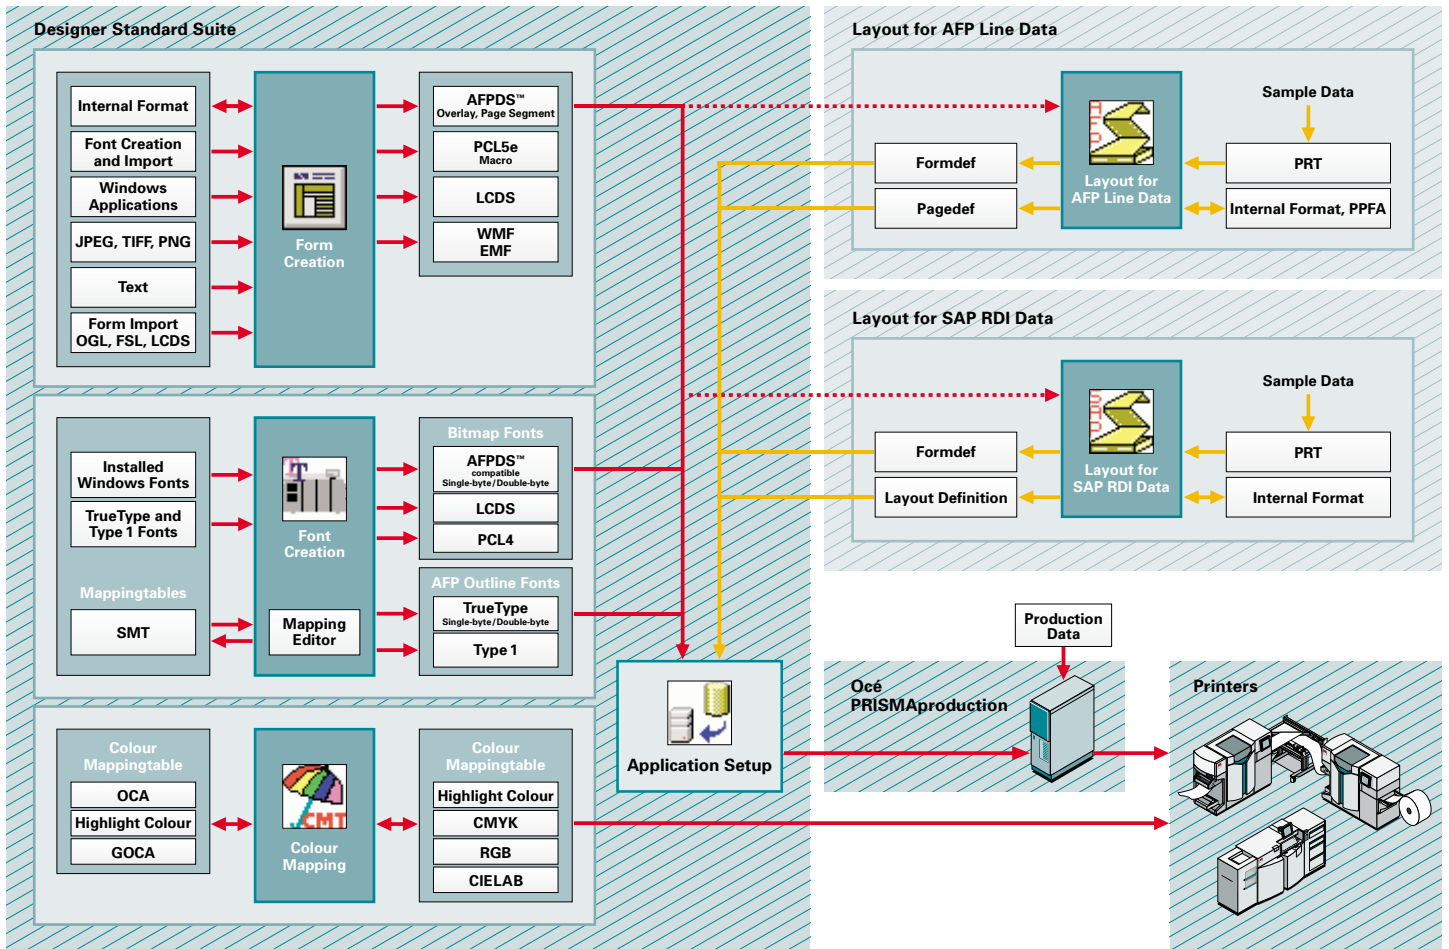 Designer Standard Suite
Internal Format
Font Creation
and Import
Windows
Applications
JPEG, TIFF, PNG
Text
Form Import
OGL, FSL, LCDS
Form
Creation
AFPDS™
Overlay, Page Segment
PCL5e
Macro
LCDS
WMF
EMF
Installed
Windows Fonts
TrueType and
Type 1 Fonts
Mappingtables
SMT
Font
Creation
Mapping
Editor
Bitmap Fonts
AFPDS™
compatible
Single-byte/Double-byte
LCDS
PCL4
AFP Outline Fonts
TrueType
Single-byte/Double-byte
Type 1
Colour
Mappingtable
OCA
Highlight Colour
GOCA
CMT
Colour
Mapping
Colour
Mappingtable
Highlight Colour
CMYK
RGB
CIELAB
Application Setup
Layout for AFP Line Data
Formdef
Pagedef
AFP
Layout for
AFP Line Data
Sample Data
PRT
Internal Format, PPFA
Layout for SAP RDI Data
Formdef
Layout Definition
SAP
Layout for
SAP RDI Data
Sample Data
PRT
Internal Format
Production
Data
Océ
PRISMAproduction
Printers